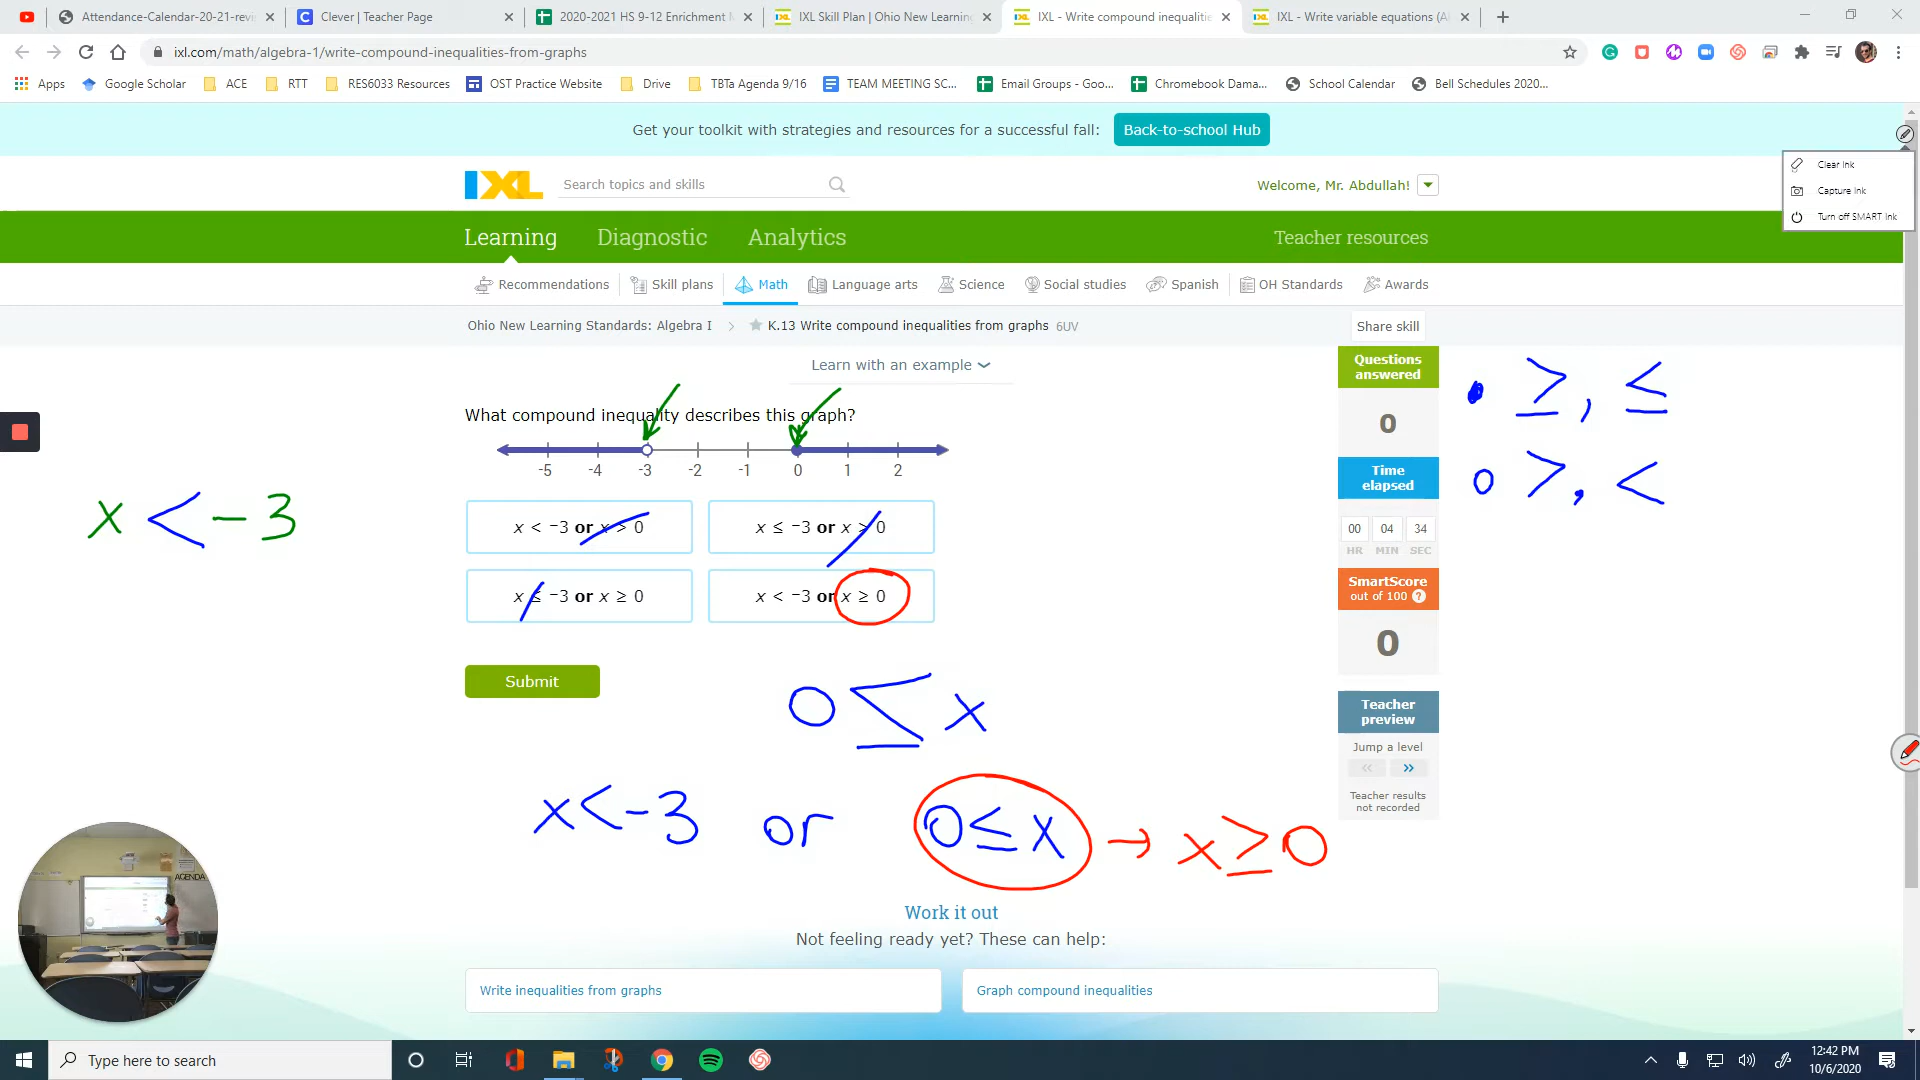 Attendance-Calendar-20-21-revi
Clever | Teacher Page
2020-2021 HS 9-12 Enrichment M
IXL Skill Plan | Ohio New Learnin
IXL - Write compound inequalitie
IXL - Write variable equations (Al
ixl.com/math/algebra-1/write-compound-inequalities-from-graphs
Apps
Google Scholar
ACE
RTT
RES6033 Resources
OST Practice Website
Drive
TBTa Agenda 9/16
TEAM MEETING SC...
Email Groups - Goo...
Chromebook Dama...
School Calendar
Bell Schedules 2020...
Get your toolkit with strategies and resources for a successful fall:
Back-to-school Hub
Clear Ink
Capture Ink
Turn off SMART Ink
IXL
Search topics and skills
Welcome, Mr. Abdullah!
Learning
Diagnostic
Analytics
Teacher resources
Recommendations
Skill plans
Math
Language arts
Science
Social studies
Spanish
OH Standards
Awards
Ohio New Learning Standards: Algebra I
K.13 Write compound inequalities from graphs 6UV
Share skill
Learn with an example
What compound inequality describes this graph?
-5 -4 -3 -2 -1 0 1 2
x < -3 or x > 0
x ≤ -3 or x > 0
x ≤ -3 or x ≥ 0
x < -3 or x ≥ 0
Submit
x < -3
• ≥, ≤
o >, <
0 ≤ x
x < -3 or 0 ≤ x → x ≥ 0
Questions
answered
0
Time
elapsed
00 04 34
HR MIN SEC
SmartScore
out of 100 ?
0
Teacher
preview
Jump a level
Teacher results
not recorded
AGENDA
Work it out
Not feeling ready yet? These can help:
Write inequalities from graphs
Graph compound inequalities
Type here to search
12:42 PM
10/6/2020